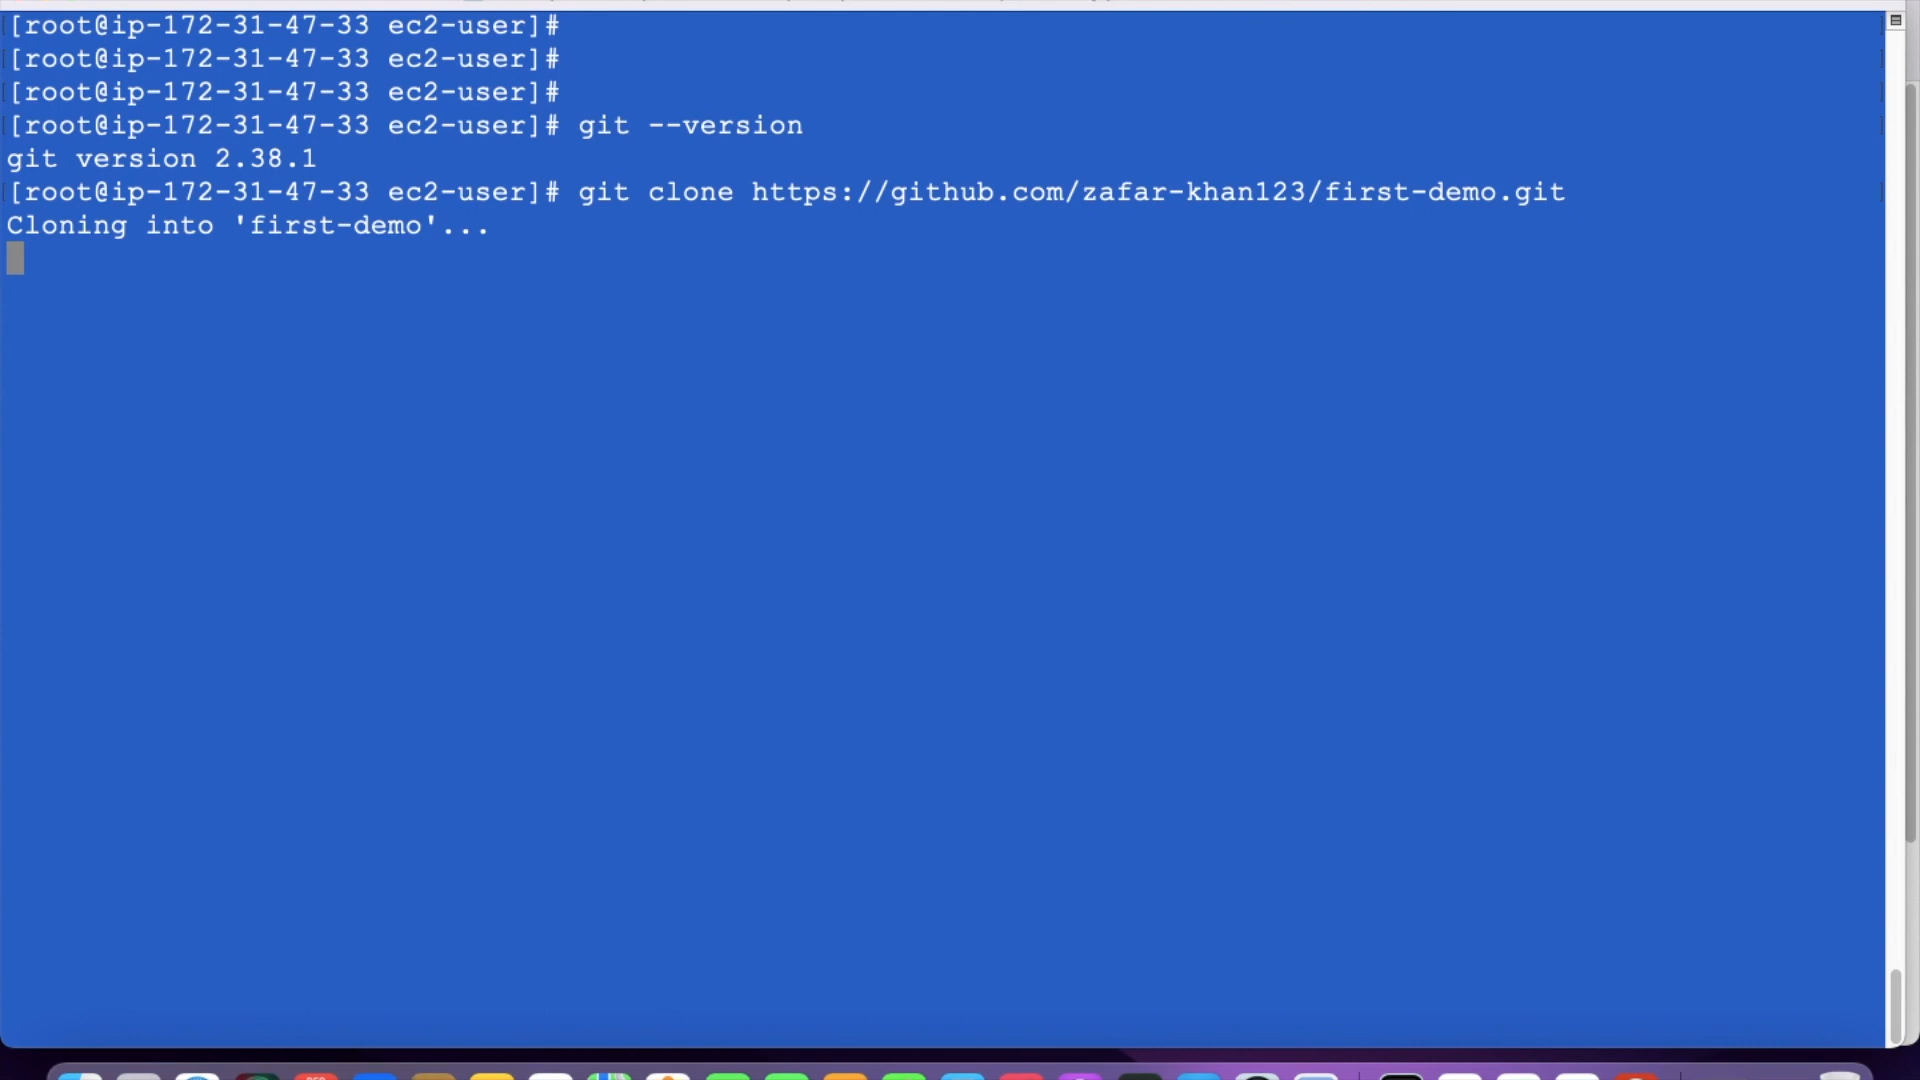 [root@ip-172-31-47-33 ec2-user]#
[root@ip-172-31-47-33 ec2-user]#
[root@ip-172-31-47-33 ec2-user]#
[root@ip-172-31-47-33 ec2-user]# git --version
git version 2.38.1
[root@ip-172-31-47-33 ec2-user]# git clone https://github.com/zafar-khan123/first-demo.git
Cloning into 'first-demo'...